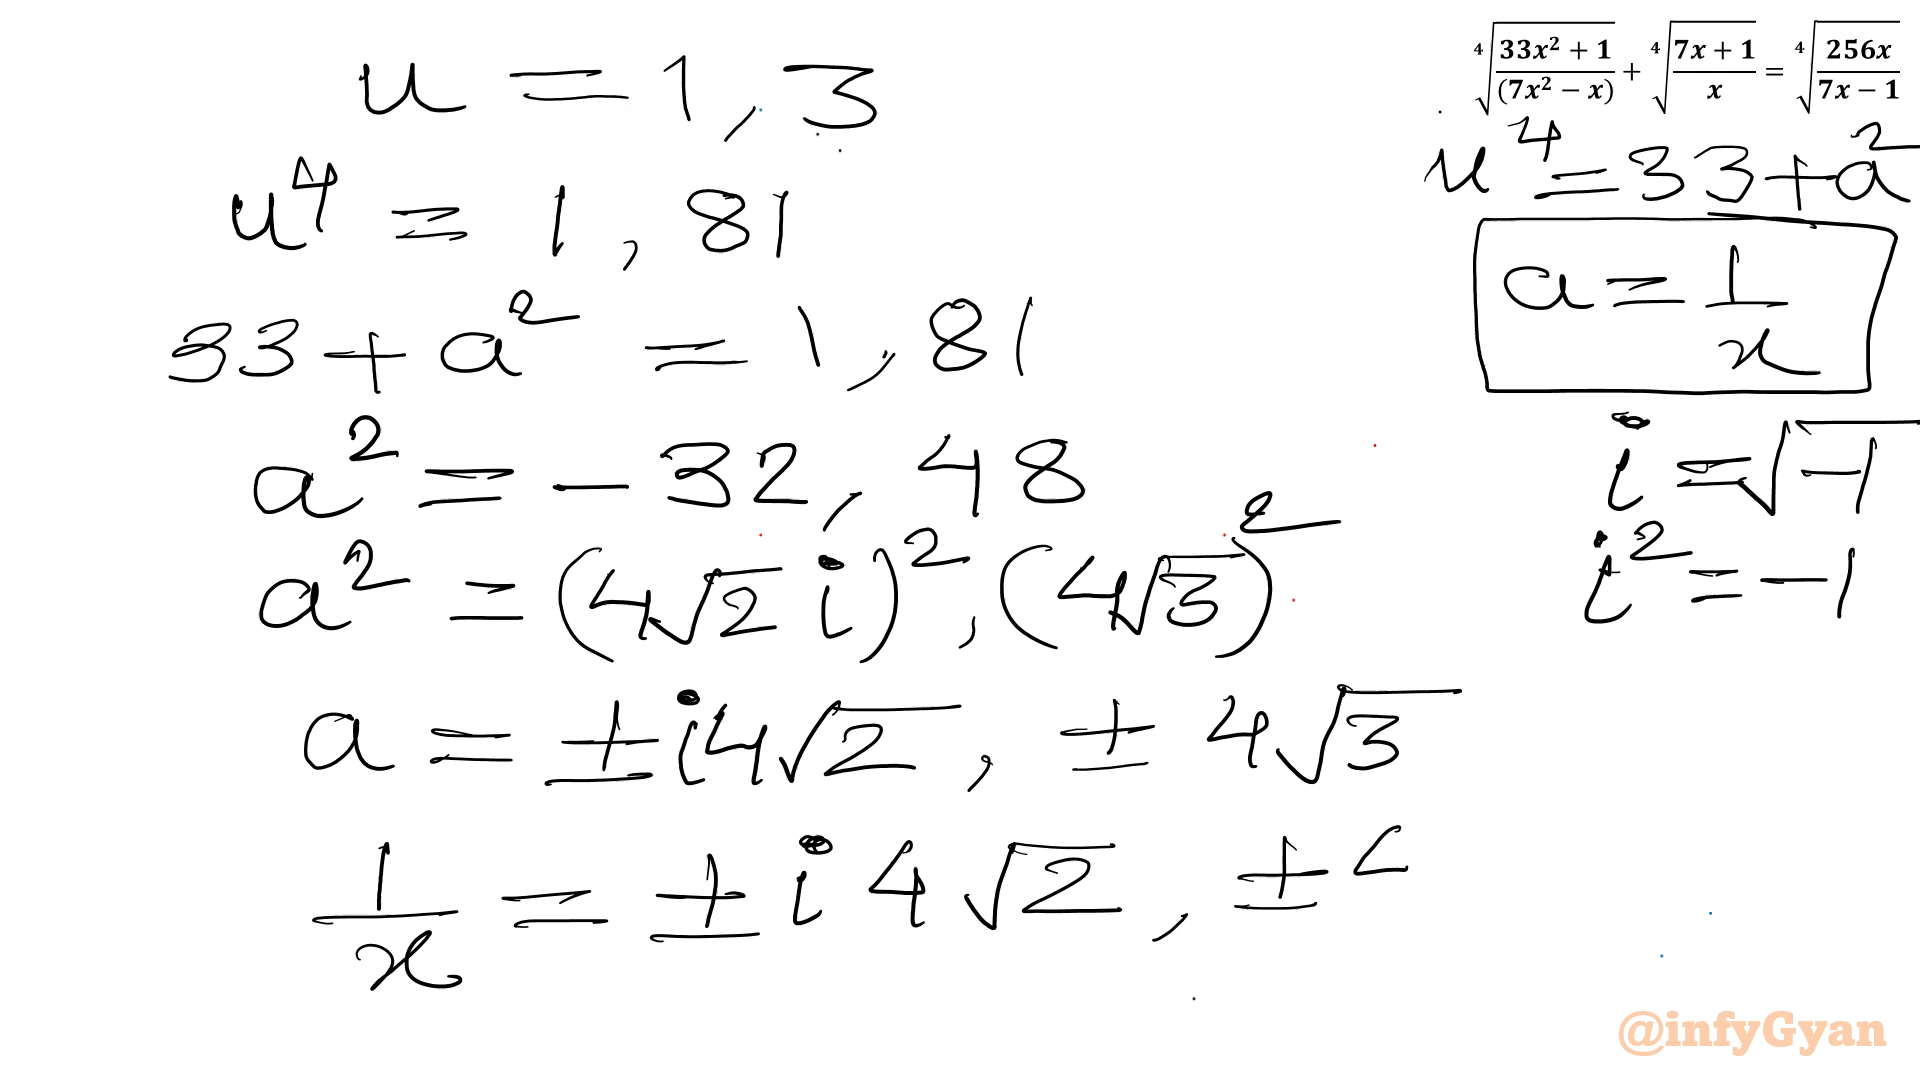 ⁴√((33x² + 1)/(7x² − x)) + ⁴√((7x + 1)/x) = ⁴√(256x/(7x − 1))
u = 1, 3
u⁴ = 1, 81
33 + a² = 1, 81
a² = − 32, 48
a² = (4√2 i)², (4√3)²
a = ± i4√2, ± 4√3
1/x = ± i 4√2, ±
u⁴ = 33 + a²
a = 1/x
i = √−1
i² = −1
@infyGyan